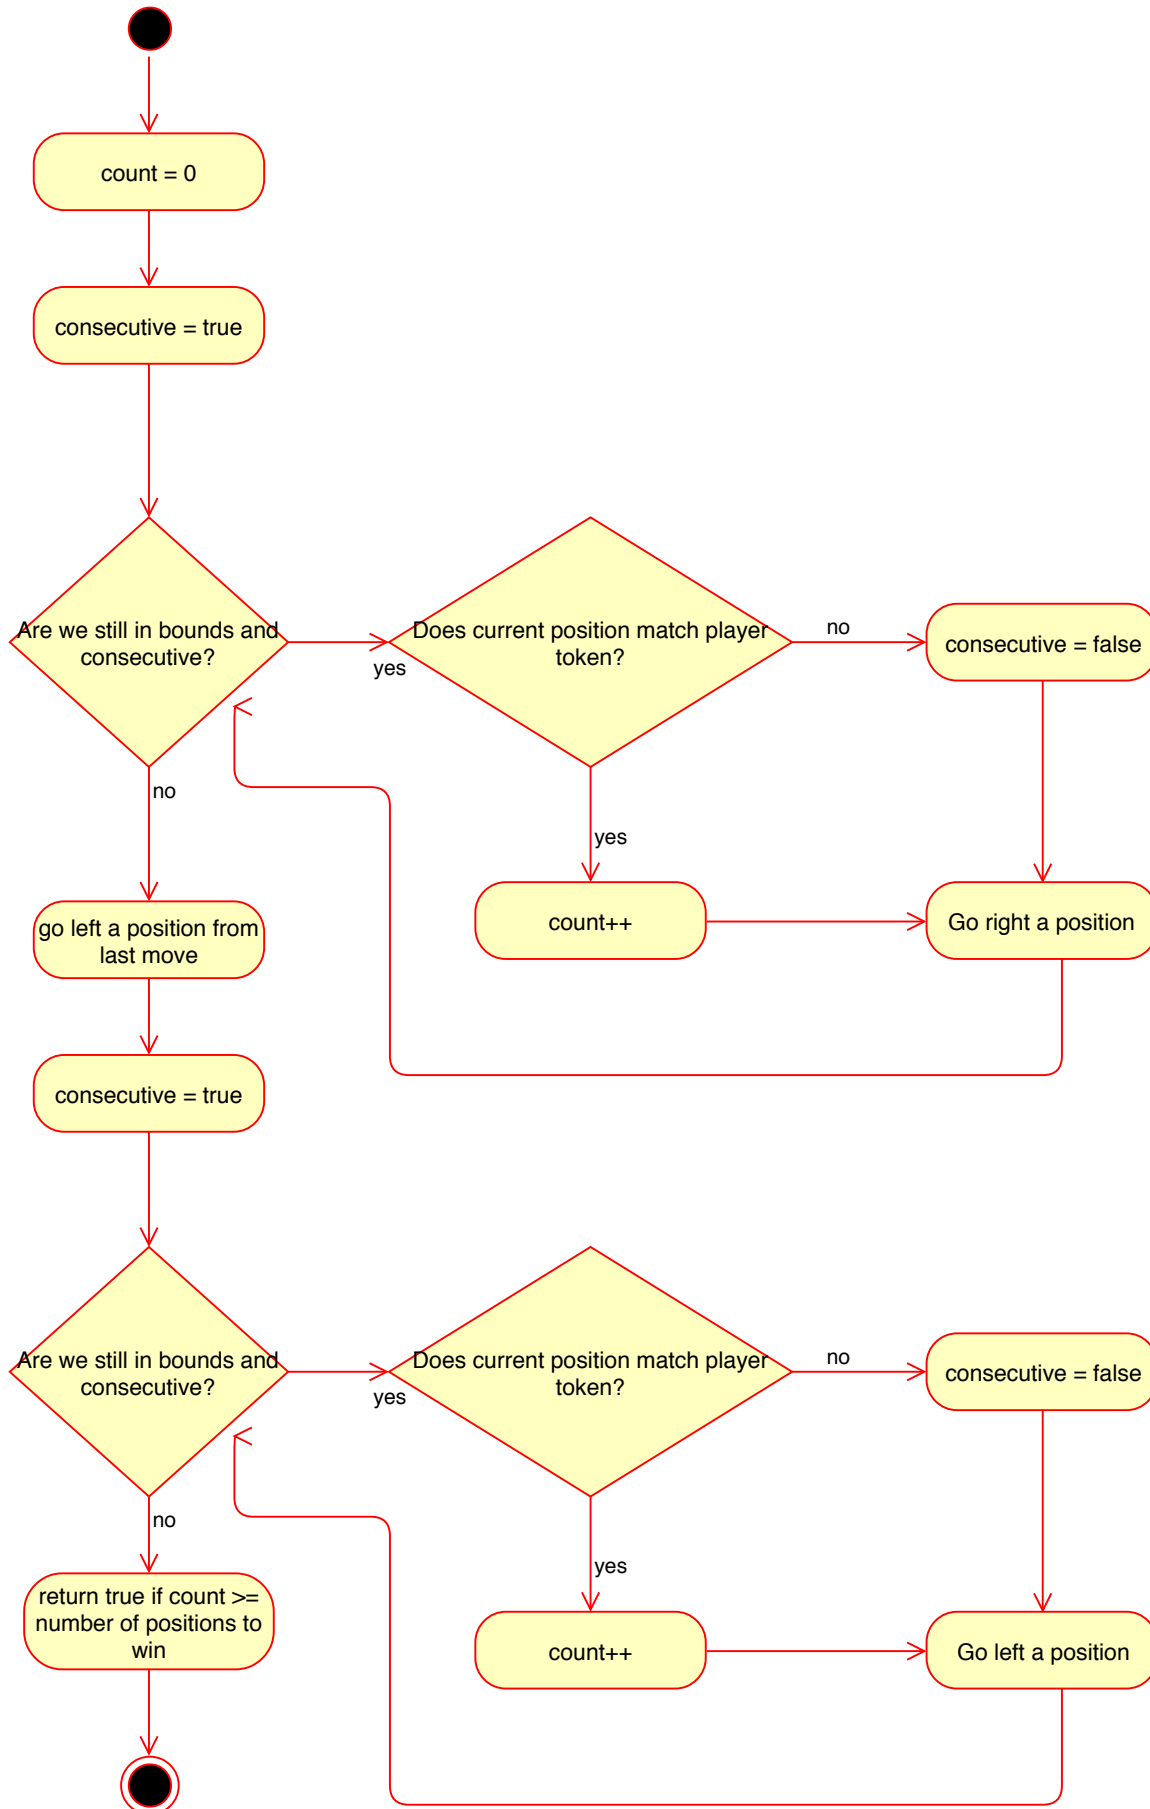 count = 0
consecutive = true
Are we still in bounds and
consecutive?
yes
Does current position match player
token?
no
consecutive = false
no
yes
go left a position from
last move
count++
Go right a position
consecutive = true
Are we still in bounds and
consecutive?
yes
Does current position match player
token?
no
consecutive = false
no
yes
return true if count >=
number of positions to
win
count++
Go left a position